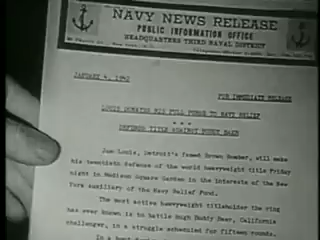 NAVY NEWS RELEASE
PUBLIC INFORMATION OFFICE
HEADQUARTERS THIRD NAVAL DISTRICT
JANUARY 4, 1942
FOR IMMEDIATE RELEASE
LOUIS DONATES HIS FULL PURSE TO NAVY RELIEF
* * *
DEFENDS TITLE AGAINST BUDDY BAER
Joe Louis, Detroit's famed Brown Bomber, will make
his twentieth defense of the world heavyweight title Friday
night in Madison Square Garden in the interests of the New
York auxiliary of the Navy Relief Fund.
The most active heavyweight titleholder the ring
has ever known is to battle Hugh Buddy Baer, California
challenger, in a struggle scheduled for fifteen rounds.
In a